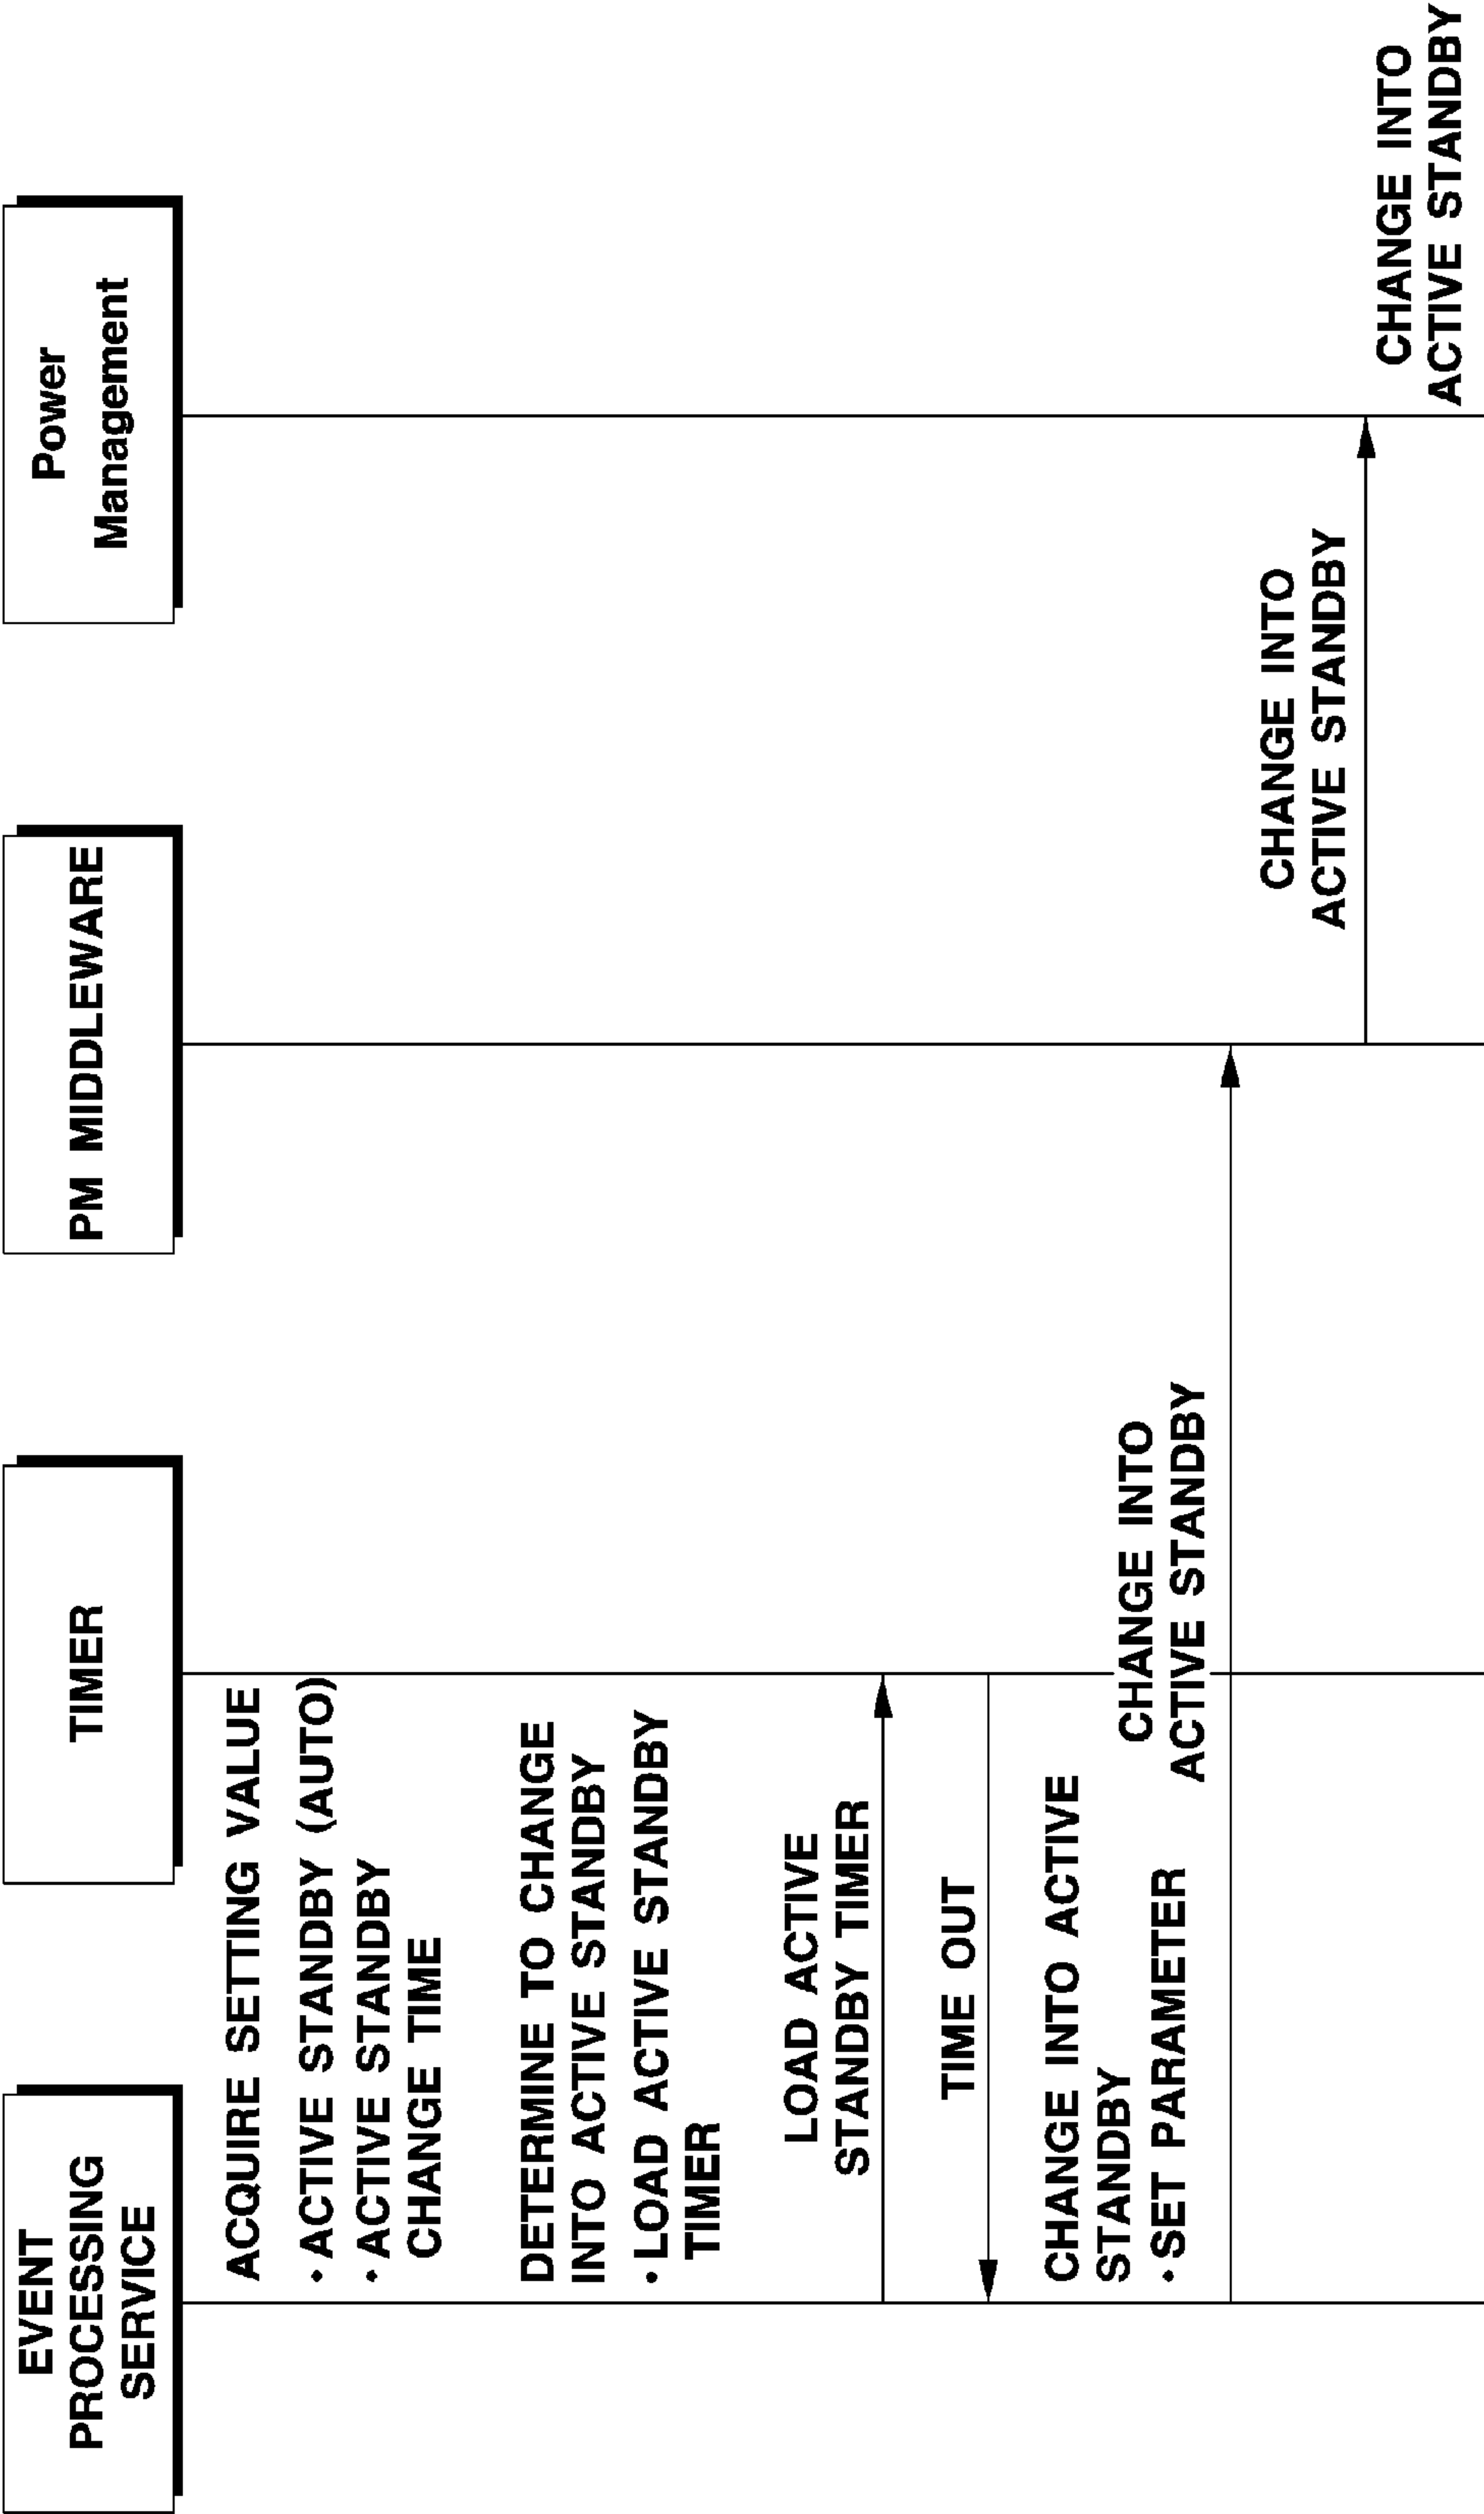 EVENT
PROCESSING
SERVICE
TIMER
PM MIDDLEWARE
Power
Management
ACQUIRE SETTING VALUE
• ACTIVE STANDBY (AUTO)
• ACTIVE STANDBY
CHANGE TIME
DETERMINE TO CHANGE
INTO ACTIVE STANDBY
• LOAD ACTIVE STANDBY
TIMER
LOAD ACTIVE
STANDBY TIMER
TIME OUT
CHANGE INTO ACTIVE
STANDBY
• SET PARAMETER
CHANGE INTO
ACTIVE STANDBY
CHANGE INTO
ACTIVE STANDBY
CHANGE INTO
ACTIVE STANDBY